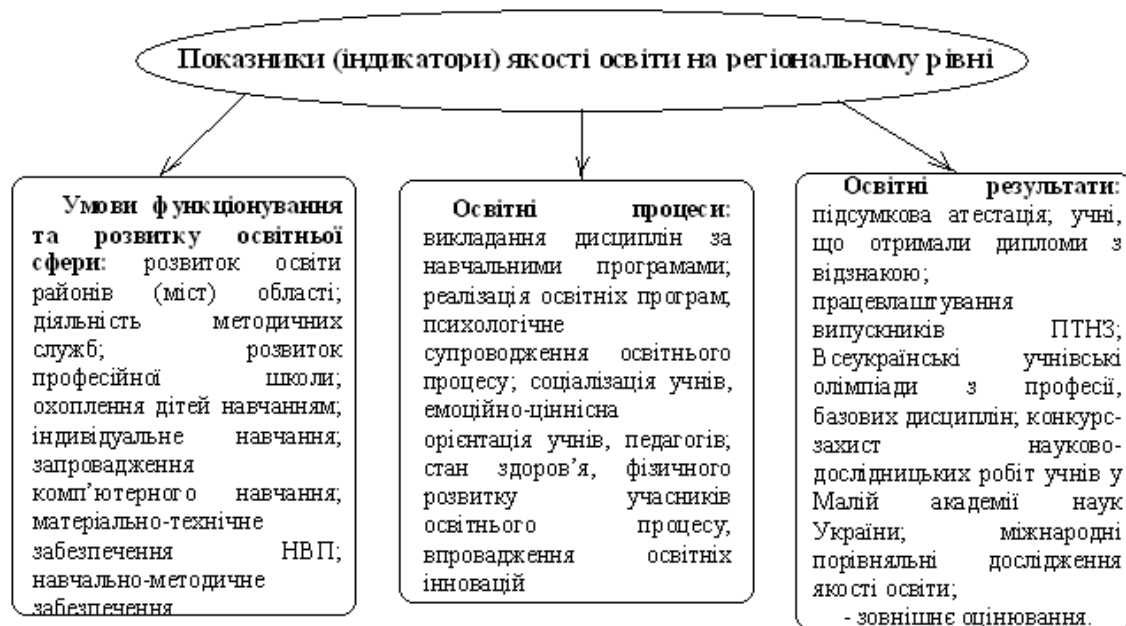 Показники (індикатори) якості освіти на регіональному рівні
Умови функціонування
та розвитку освітньої
сфери: розвиток освіти
районів (міст) області;
діяльність методичних
служб; розвиток
професійної школи;
охоплення дітей навчанням;
індивідуальне навчання;
запровадження
комп’ютерного навчання;
матеріально-технічне
забезпечення НВП;
навчально-методичне
забезпечення
Освітні процеси:
викладання дисциплін за
навчальними програмами;
реалізація освітніх програм;
психологічне
супроводження освітнього
процесу; соціалізація учнів,
емоційно-ціннісна
орієнтація учнів, педагогів;
стан здоров’я, фізичного
розвитку учасників
освітнього процесу,
впровадження освітніх
інновацій
Освітні результати:
підсумкова атестація; учні,
що отримали дипломи з
відзнакою;
працевлаштування
випускників ПТНЗ;
Всеукраїнські учнівські
олімпіади з професії,
базових дисциплін; конкурс-
захист науково-
дослідницьких робіт учнів у
Малій академії наук
України; міжнародні
порівняльні дослідження
якості освіти;
- зовнішнє оцінювання.